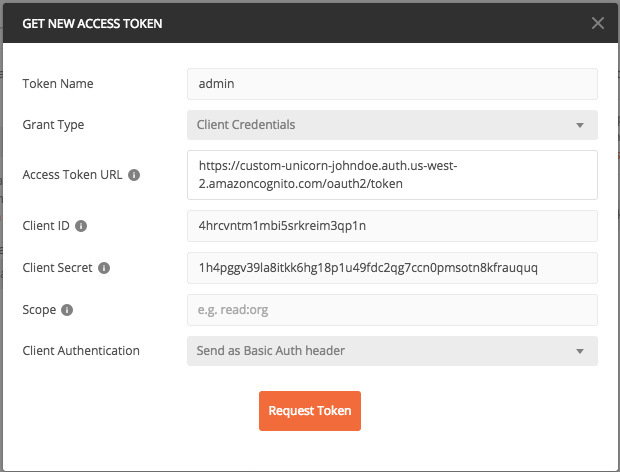 GET NEW ACCESS TOKEN
Token Name
admin
Grant Type
Client Credentials
Access Token URL
https://custom-unicorn-johndoe.auth.us-west-
2.amazoncognito.com/oauth2/token
Client ID
4hrcvntm1mbi5srkreim3qp1n
Client Secret
1h4pggv39la8itkk6hg18p1u49fdc2qg7ccn0pmsotn8kfrauquq
Scope
e.g. read:org
Client Authentication
Send as Basic Auth header
Request Token